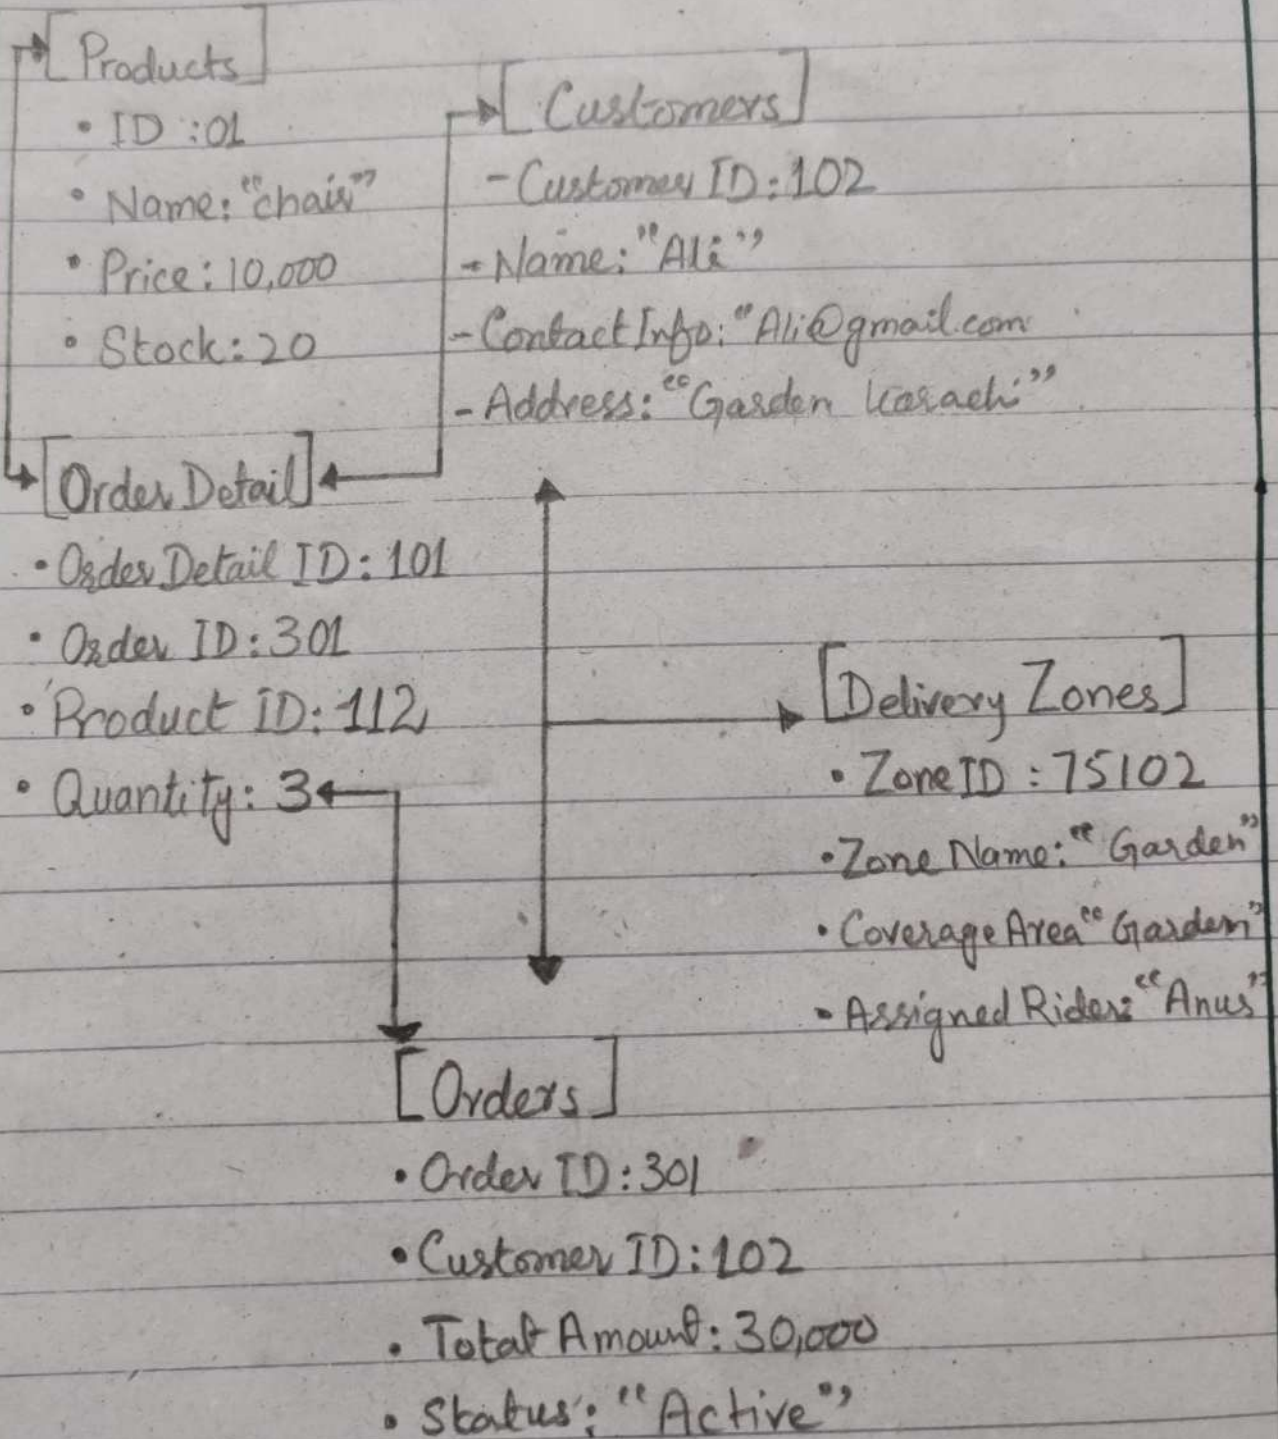 [Products]
• ID :01
• Name: "chair"
• Price: 10,000
• Stock: 20
[Customers]
- Customer ID: 102
- Name: "Ali"
- Contact Info: "Ali@gmail.com
- Address: "Garden Karachi"
[Order Detail]
• Order Detail ID: 101
• Order ID: 301
• Product ID: 112
• Quantity: 3
[Delivery Zones]
• Zone ID : 75102
• Zone Name: "Garden"
• Coverage Area "Garden"
• Assigned Rider: "Anus"
[Orders]
• Order ID: 301
• Customer ID: 102
• Total Amount: 30,000
• Status: "Active"